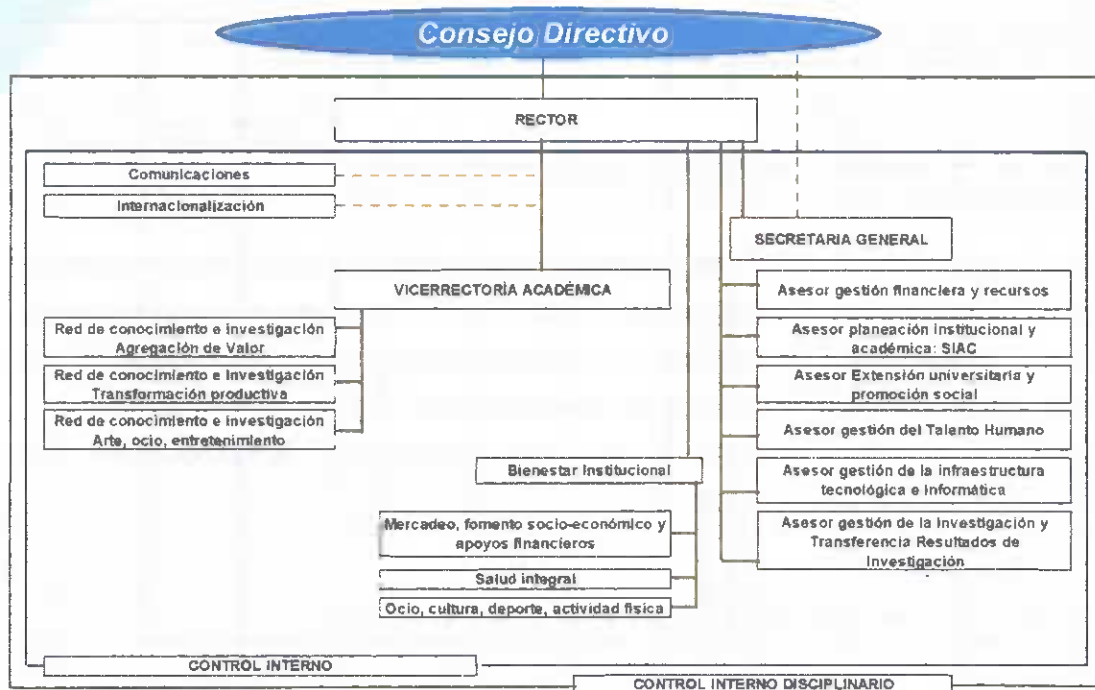 Consejo Directivo
RECTOR
Comunicaciones
Internacionalización
SECRETARIA GENERAL
VICERRECTORÍA ACADÉMICA
Asesor gestión financiera y recursos
Red de conocimiento e investigación
Agregación de Valor
Asesor planeación institucional y
académica: SIAC
Red de conocimiento e investigación
Transformación productiva
Asesor Extensión universitaria y
promoción social
Red de conocimiento e investigación
Arte, ocio, entretenimiento
Asesor gestión del Talento Humano
Bienestar Institucional
Asesor gestión de la infraestructura
tecnológica e informática
Mercadeo, fomento socio-económico y
apoyos financieros
Asesor gestión de la Investigación y
Transferencia Resultados de
Investigación
Salud integral
Ocio, cultura, deporte, actividad física
CONTROL INTERNO
CONTROL INTERNO DISCIPLINARIO